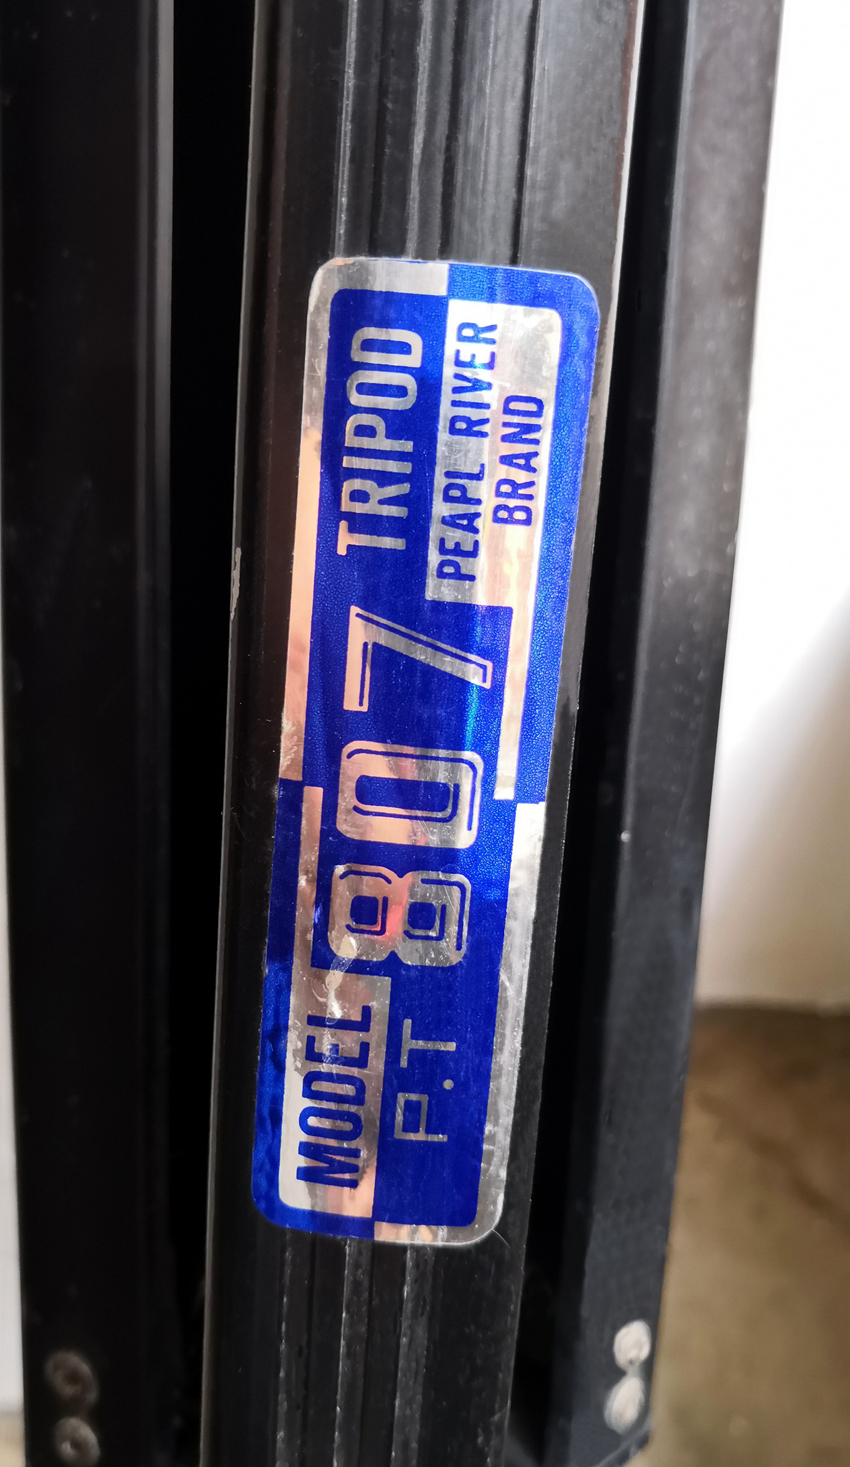 MODEL
P.T
807
TRIPOD
PEAPL RIVER
BRAND